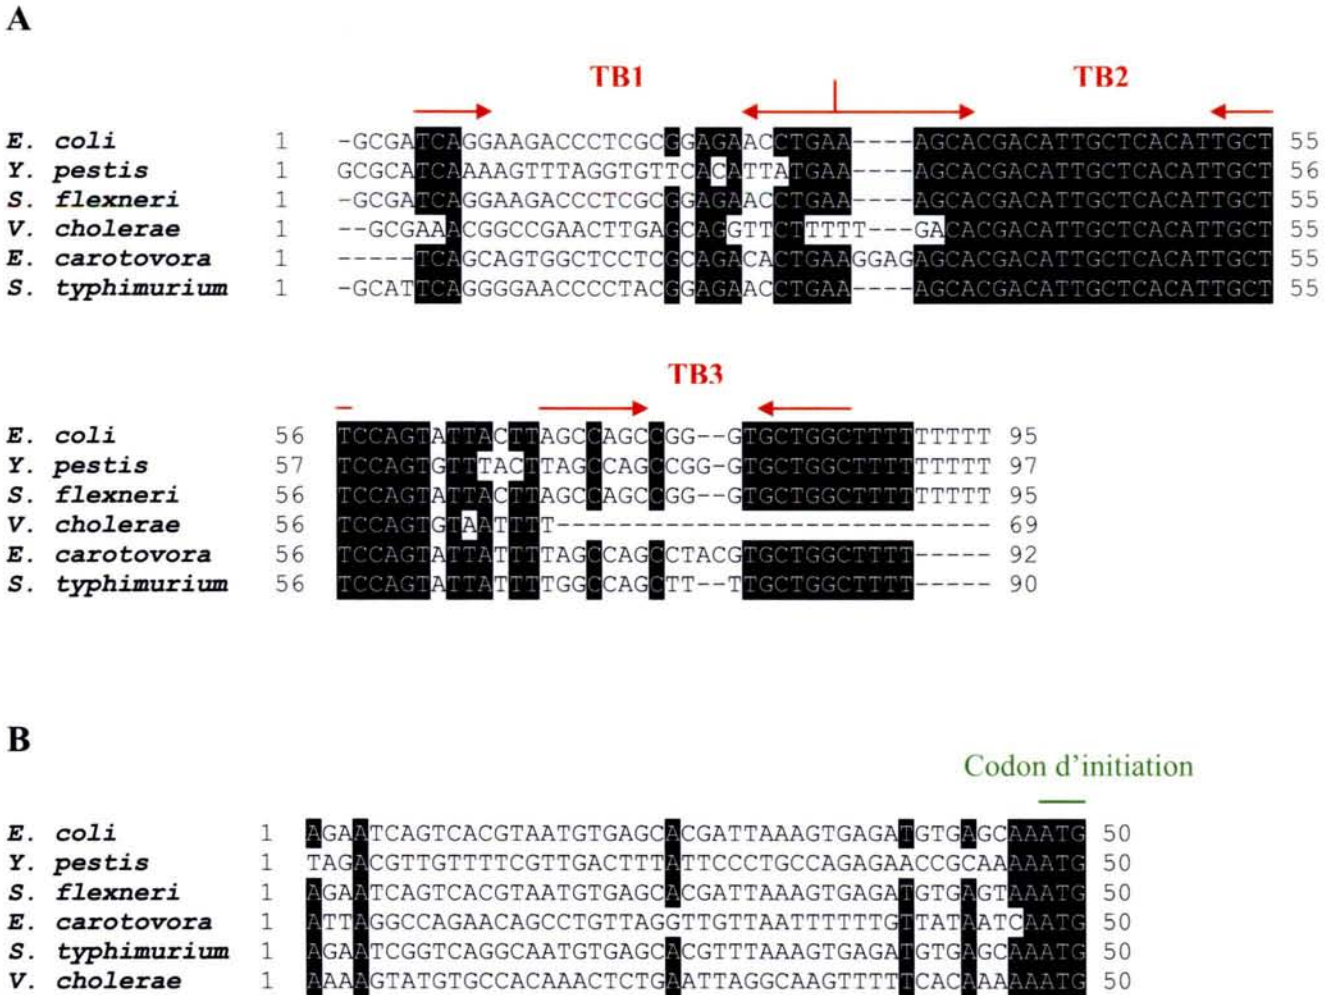 A
TB1 TB2
E. coli 1 -GCGATCAGGAAGACCCTCGCGGAGAACCTGAA----AGCACGACATTGCTCACATTGCT 55
Y. pestis 1 GCGCATCAAAAGTTTAGGTGTTCACATTATGAA----AGCACGACATTGCTCACATTGCT 56
S. flexneri 1 -GCGATCAGGAAGACCCTCGCGGAGAACCTGAA----AGCACGACATTGCTCACATTGCT 55
V. cholerae 1 --GCGAAACGGCCGAACTTGAGCAGGTTCTTTTT---GACACGACATTGCTCACATTGCT 55
E. carotovora 1 -----TCAGCAGTGGCTCCTCGCAGACACTGAAGGAGAGCACGACATTGCTCACATTGCT 55
S. typhimurium 1 -GCATTCAGGGGAACCCCTACGGAGAACCTGAA----AGCACGACATTGCTCACATTGCT 55
TB3
E. coli 56 TCCAGTATTACTTAGCCAGCCGG--GTGCTGGCTTTTTTTTT 95
Y. pestis 57 TCCAGTGTTTACTTAGCCAGCCGG-GTGCTGGCTTTTTTTTT 97
S. flexneri 56 TCCAGTATTACTTAGCCAGCCGG--GTGCTGGCTTTTTTTTT 95
V. cholerae 56 TCCAGTGTAATTTT---------------------------- 69
E. carotovora 56 TCCAGTATTATTTTAGCCAGCCTACGTGCTGGCTTTT----- 92
S. typhimurium 56 TCCAGTATTATTTTGGCCAGCTT--TTGCTGGCTTTT----- 90
B
Codon d'initiation
E. coli 1 AGAATCAGTCACGTAATGTGAGCACGATTAAAGTGAGATGTGAGCAAATG 50
Y. pestis 1 TAGACGTTGTTTTCGTTGACTTTATTCCCTGCCAGAGAACCGCAAAAATG 50
S. flexneri 1 AGAATCAGTCACGTAATGTGAGCACGATTAAAGTGAGATGTGAGTAAATG 50
E. carotovora 1 ATTAGGCCAGAACAGCCTGTTAGGTTGTTAATTTTTTGTTATAATCAATG 50
S. typhimurium 1 AGAATCGGTCAGGCAATGTGAGCACGTTTAAAGTGAGATGTGAGCAAATG 50
V. cholerae 1 AAAAGTATGTGCCACAAACTCTGAATTAGGCAAGTTTTTCACAAAAAATG 50